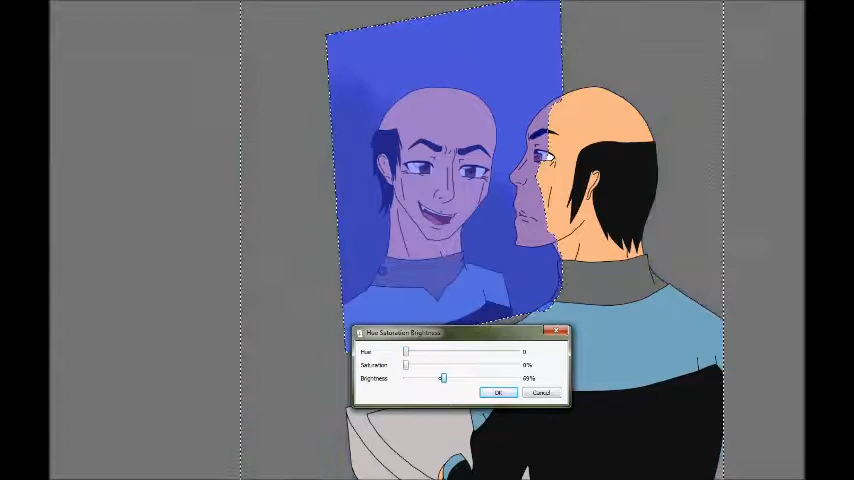 Hue Saturation Brightness
Hue 0
Saturation 0%
Brightness 69%
OK Cancel